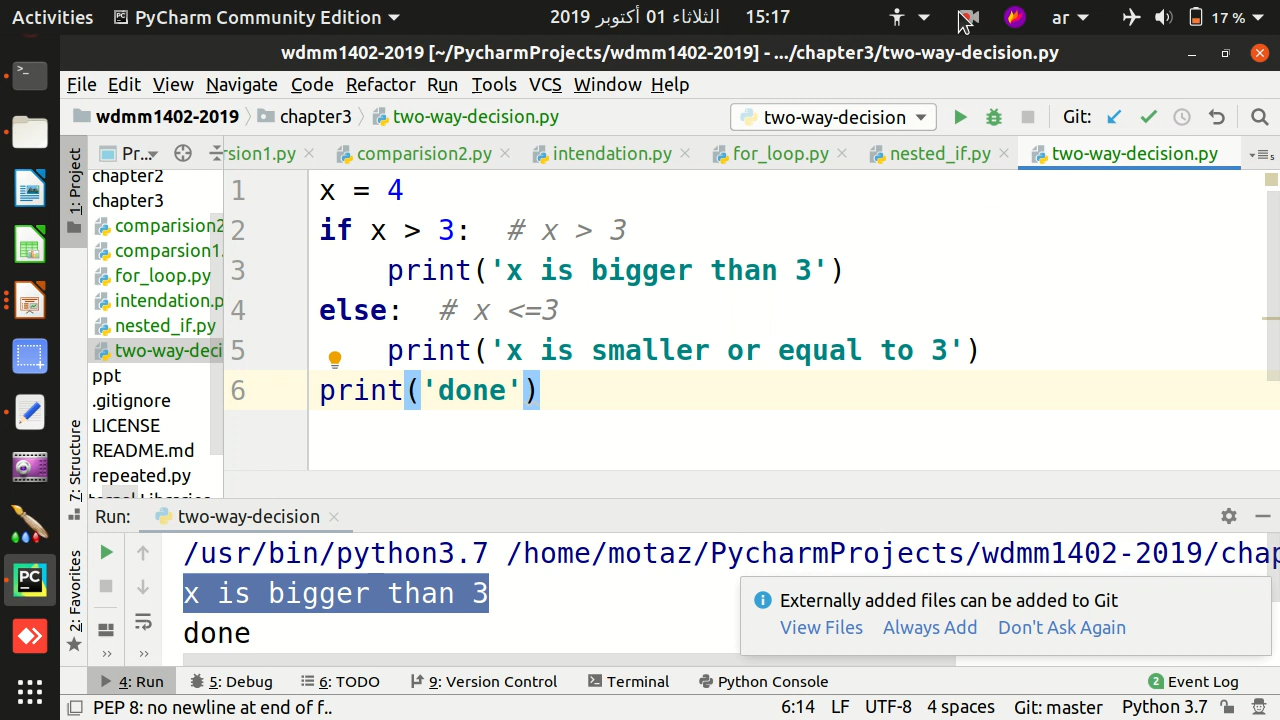 Activities PyCharm Community Edition الثلاثاء 01 أكتوبر 2019 15:17 ar 17 %
wdmm1402-2019 [~/PycharmProjects/wdmm1402-2019] - .../chapter3/two-way-decision.py
File Edit View Navigate Code Refactor Run Tools VCS Window Help
wdmm1402-2019 chapter3 two-way-decision.py two-way-decision Git:
1: Project
Pr... rsion1.py comparision2.py intendation.py for_loop.py nested_if.py two-way-decision.py
chapter2
chapter3
comparision2
comparsion1.
for_loop.py
intendation.p
nested_if.py
two-way-deci
ppt
.gitignore
LICENSE
README.md
repeated.py
1 x = 4
2 if x > 3:  # x > 3
3     print('x is bigger than 3')
4 else:  # x <=3
5     print('x is smaller or equal to 3')
6 print('done')
7: Structure
2: Favorites
Run: two-way-decision
/usr/bin/python3.7 /home/motaz/PycharmProjects/wdmm1402-2019/chap
x is bigger than 3
done
Externally added files can be added to Git
View Files Always Add Don't Ask Again
4: Run 5: Debug 6: TODO 9: Version Control Terminal Python Console 2 Event Log
PEP 8: no newline at end of f.. 6:14 LF UTF-8 4 spaces Git: master Python 3.7